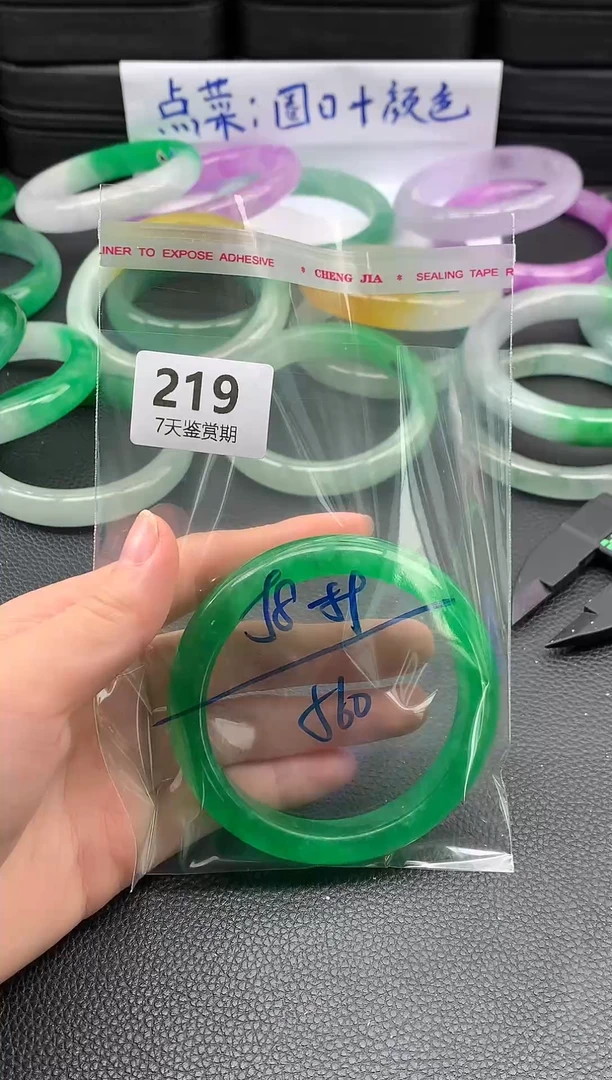 点菜：圈口+颜色
LINER TO EXPOSE ADHESIVE * CHENG JIA * SEALING TAPE R
219
7天鉴赏期
58
560